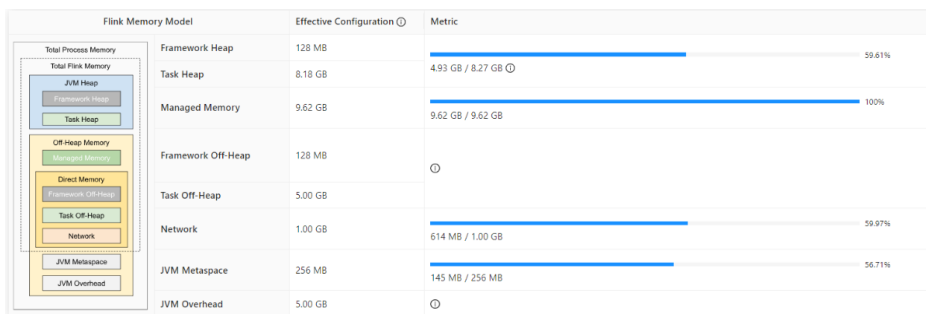 Flink Memory Model Effective Configuration Metric
Total Process Memory
Total Flink Memory
JVM Heap
Framework Heap
Task Heap
Off-Heap Memory
Managed Memory
Direct Memory
Framework Off-Heap
Task Off-Heap
Network
JVM Metaspace
JVM Overhead
Framework Heap 128 MB
59.61%
4.93 GB / 8.27 GB
Task Heap 8.18 GB
Managed Memory 9.62 GB
100%
9.62 GB / 9.62 GB
Framework Off-Heap 128 MB
Task Off-Heap 5.00 GB
Network 1.00 GB
59.97%
614 MB / 1.00 GB
JVM Metaspace 256 MB
56.71%
145 MB / 256 MB
JVM Overhead 5.00 GB